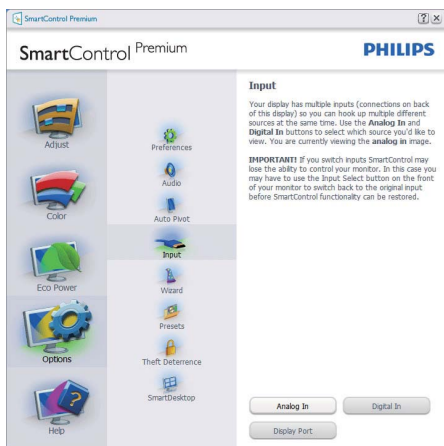 SmartControl Premium
SmartControl Premium
PHILIPS
Adjust
Color
Eco Power
Options
Help
Preferences
Audio
Auto Pivot
Input
Wizard
Presets
Theft Deterrence
SmartDesktop
Input
Your display has multiple inputs (connections on back
of this display) so you can hook up multiple different
sources at the same time. Use the Analog In and
Digital In buttons to select which source you'd like to
view. You are currently viewing the analog in image.
IMPORTANT! If you switch inputs SmartControl may
lose the ability to control your monitor. In this case you
may have to use the Input Select button on the front
of your monitor to switch back to the original input
before SmartControl functionality can be restored.
Analog In
Digital In
Display Port